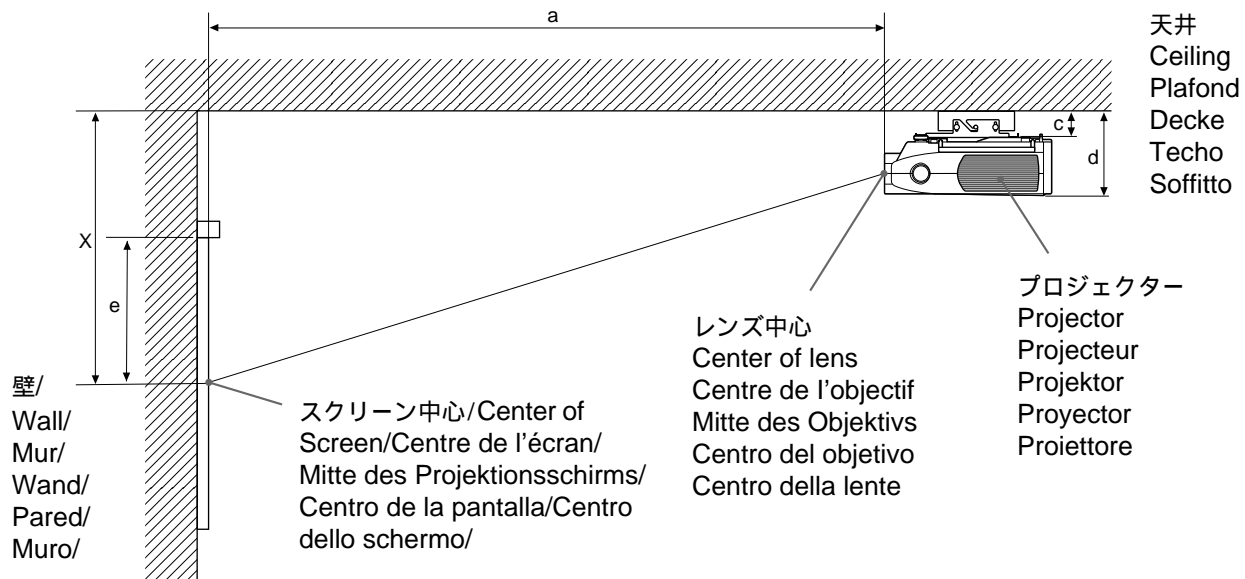 a
天井
Ceiling
Plafond
Decke
Techo
Soffitto
c
d
X
e
プロジェクター
Projector
Projecteur
Projektor
Proyector
Proiettore
レンズ中心
Center of lens
Centre de l'objectif
Mitte des Objektivs
Centro del objetivo
Centro della lente
壁/
Wall/
Mur/
Wand/
Pared/
Muro/
スクリーン中心/Center of
Screen/Centre de l'écran/
Mitte des Projektionsschirms/
Centro de la pantalla/Centro
dello schermo/